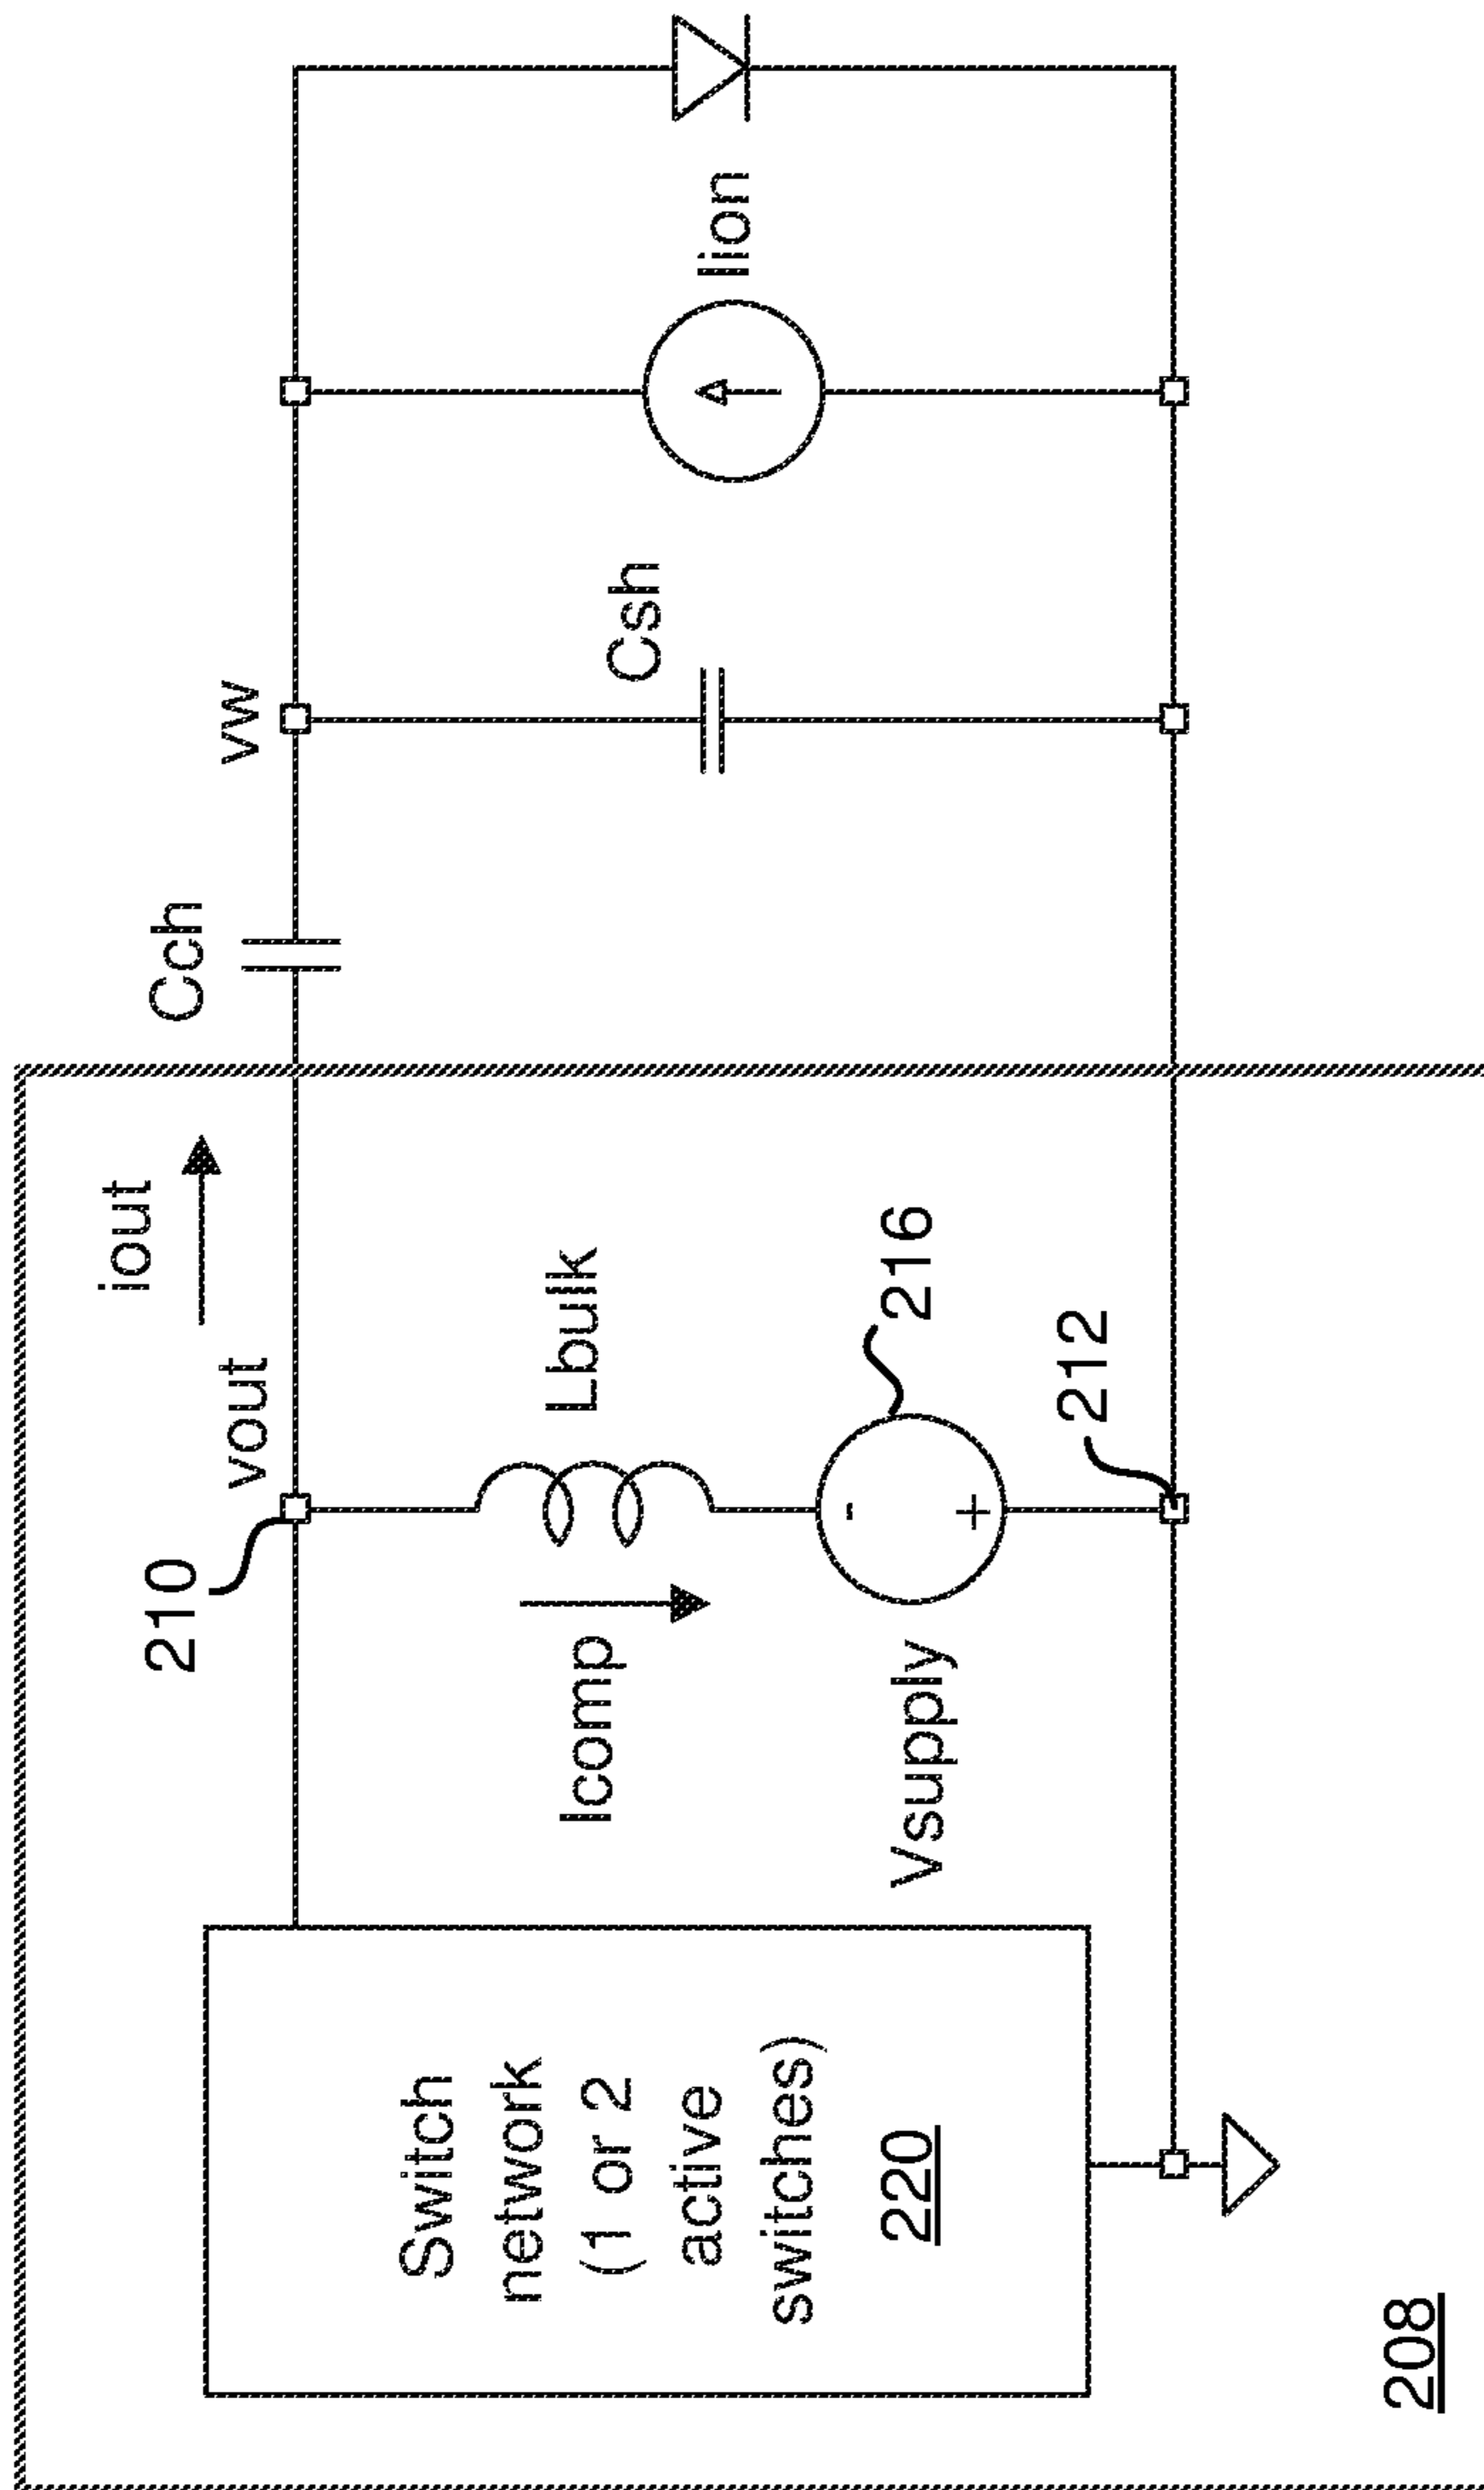 iout
210
vout
Cch
vw
Switch
network
(1 or 2
active
switches)
220
Icomp
Lbulk
Csh
Iion
Vsupply
-
+
216
212
208